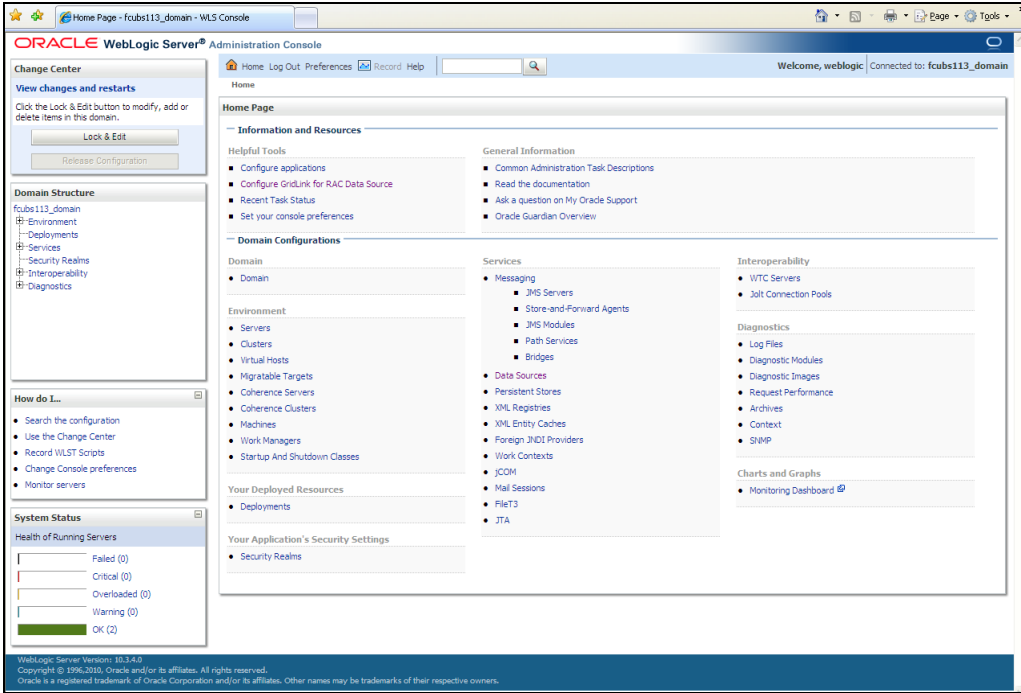 Home Page - fcubs113_domain - WLS Console
Page
Tools
ORACLE WebLogic Server® Administration Console
Change Center
View changes and restarts
Click the Lock & Edit button to modify, add or
delete items in this domain.
Lock & Edit
Release Configuration
Domain Structure
fcubs113_domain
Environment
Deployments
Services
Security Realms
Interoperability
Diagnostics
How do I...
Search the configuration
Use the Change Center
Record WLST Scripts
Change Console preferences
Monitor servers
System Status
Health of Running Servers
Failed (0)
Critical (0)
Overloaded (0)
Warning (0)
OK (2)
Home Log Out Preferences Record Help
Welcome, weblogic Connected to: fcubs113_domain
Home
Home Page
Information and Resources
Helpful Tools
Configure applications
Configure GridLink for RAC Data Source
Recent Task Status
Set your console preferences
General Information
Common Administration Task Descriptions
Read the documentation
Ask a question on My Oracle Support
Oracle Guardian Overview
Domain Configurations
Domain
Domain
Environment
Servers
Clusters
Virtual Hosts
Migratable Targets
Coherence Servers
Coherence Clusters
Machines
Work Managers
Startup And Shutdown Classes
Your Deployed Resources
Deployments
Your Application's Security Settings
Security Realms
Services
Messaging
JMS Servers
Store-and-Forward Agents
JMS Modules
Path Services
Bridges
Data Sources
Persistent Stores
XML Registries
XML Entity Caches
Foreign JNDI Providers
Work Contexts
jCOM
Mail Sessions
FileT3
JTA
Interoperability
WTC Servers
Jolt Connection Pools
Diagnostics
Log Files
Diagnostic Modules
Diagnostic Images
Request Performance
Archives
Context
SNMP
Charts and Graphs
Monitoring Dashboard
WebLogic Server Version: 10.3.4.0
Copyright © 1996,2010, Oracle and/or its affiliates. All rights reserved.
Oracle is a registered trademark of Oracle Corporation and/or its affiliates. Other names may be trademarks of their respective owners.